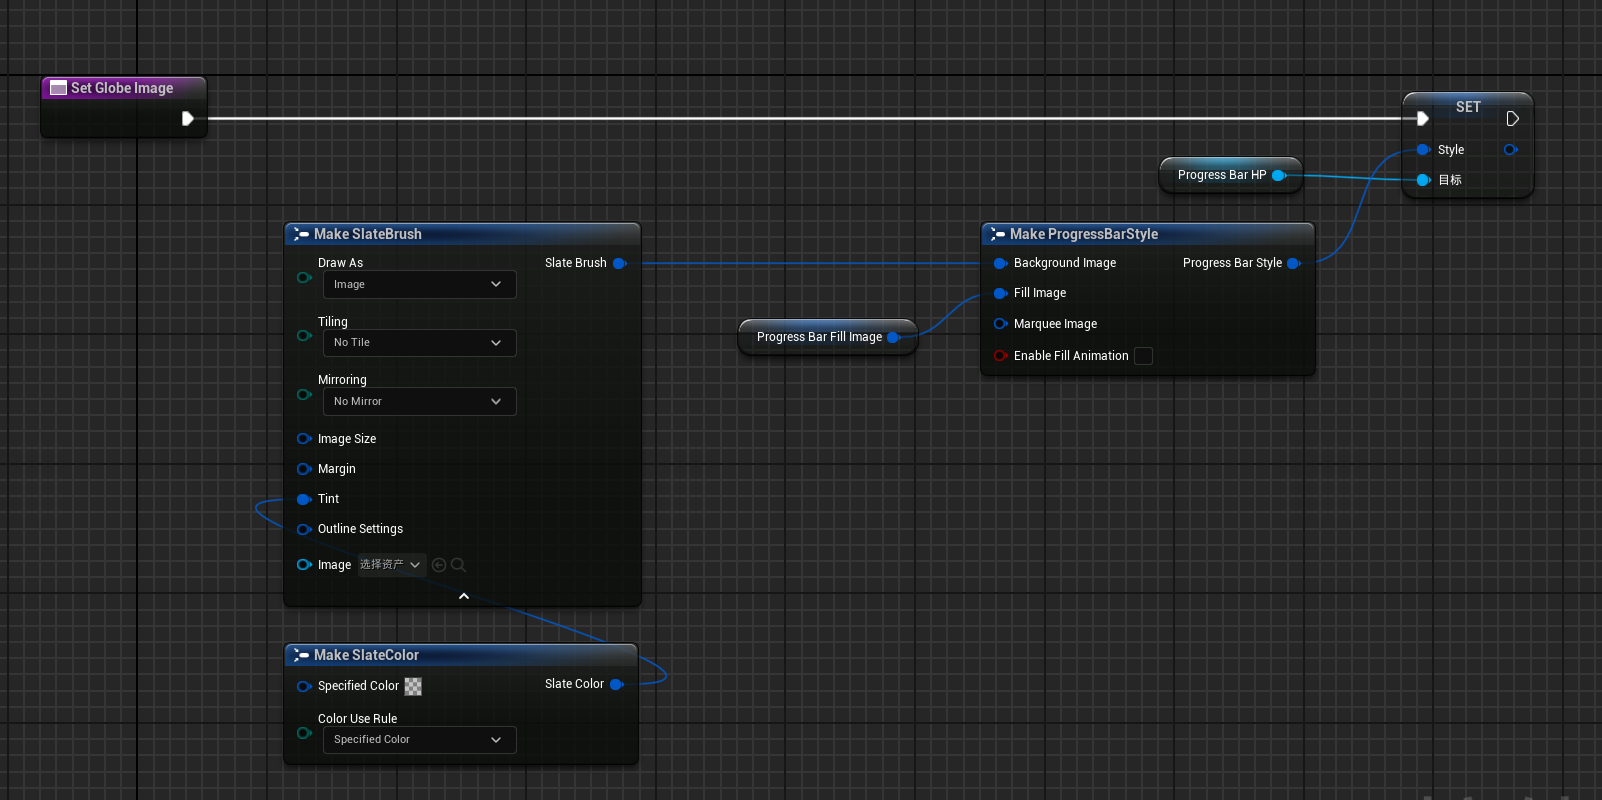 Set Globe Image
SET
Style
目标
Progress Bar HP
Make SlateBrush
Draw As
Image
Slate Brush
Tiling
No Tile
Mirroring
No Mirror
Image Size
Margin
Tint
Outline Settings
Image 选择资产
Progress Bar Fill Image
Make ProgressBarStyle
Background Image
Progress Bar Style
Fill Image
Marquee Image
Enable Fill Animation
Make SlateColor
Specified Color
Slate Color
Color Use Rule
Specified Color